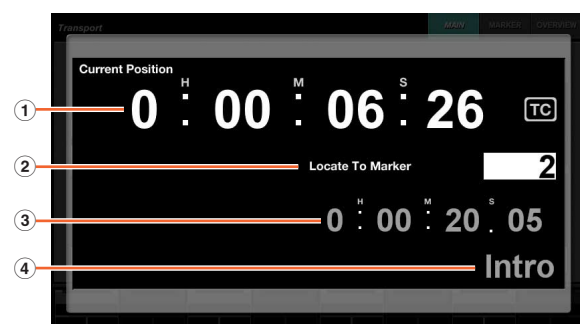 Transport MAIN MARKER OVERVIEW
Current Position
H M S
① 0 : 00 : 06 : 26 TC
② Locate To Marker 2
H M S
③ 0 : 00 : 20 . 05
④ Intro